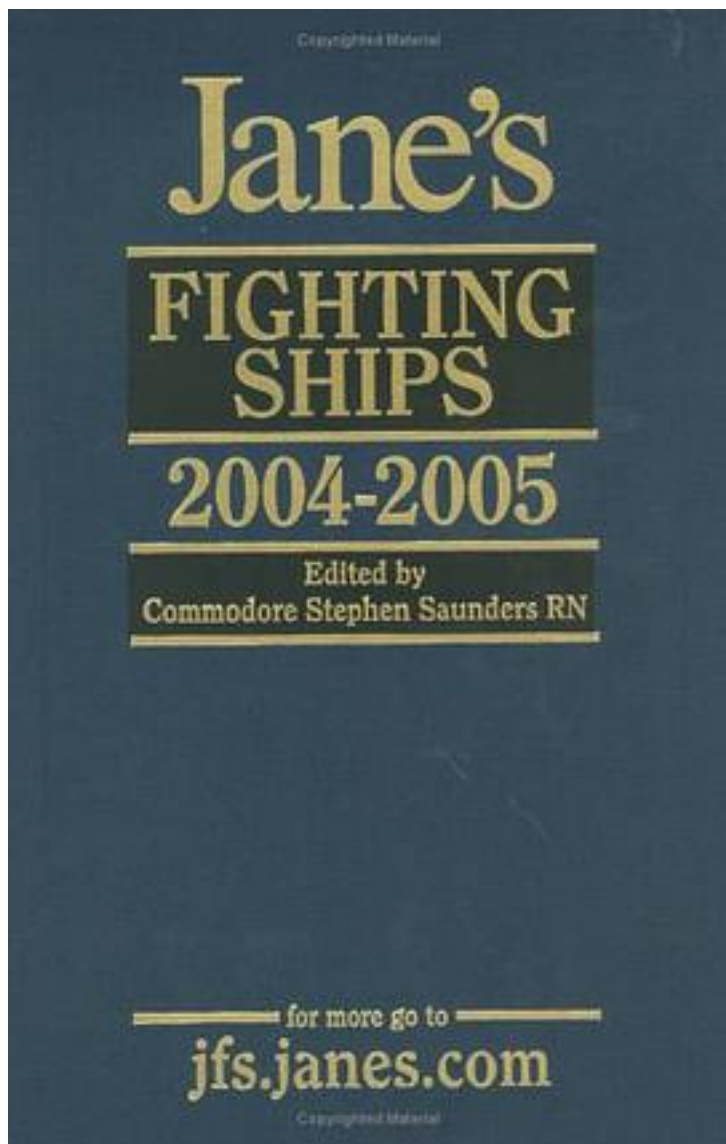 Copyrighted Material
Jane's
FIGHTING
SHIPS
2004-2005
Edited by
Commodore Stephen Saunders RN
for more go to
jfs.janes.com
Copyrighted Material